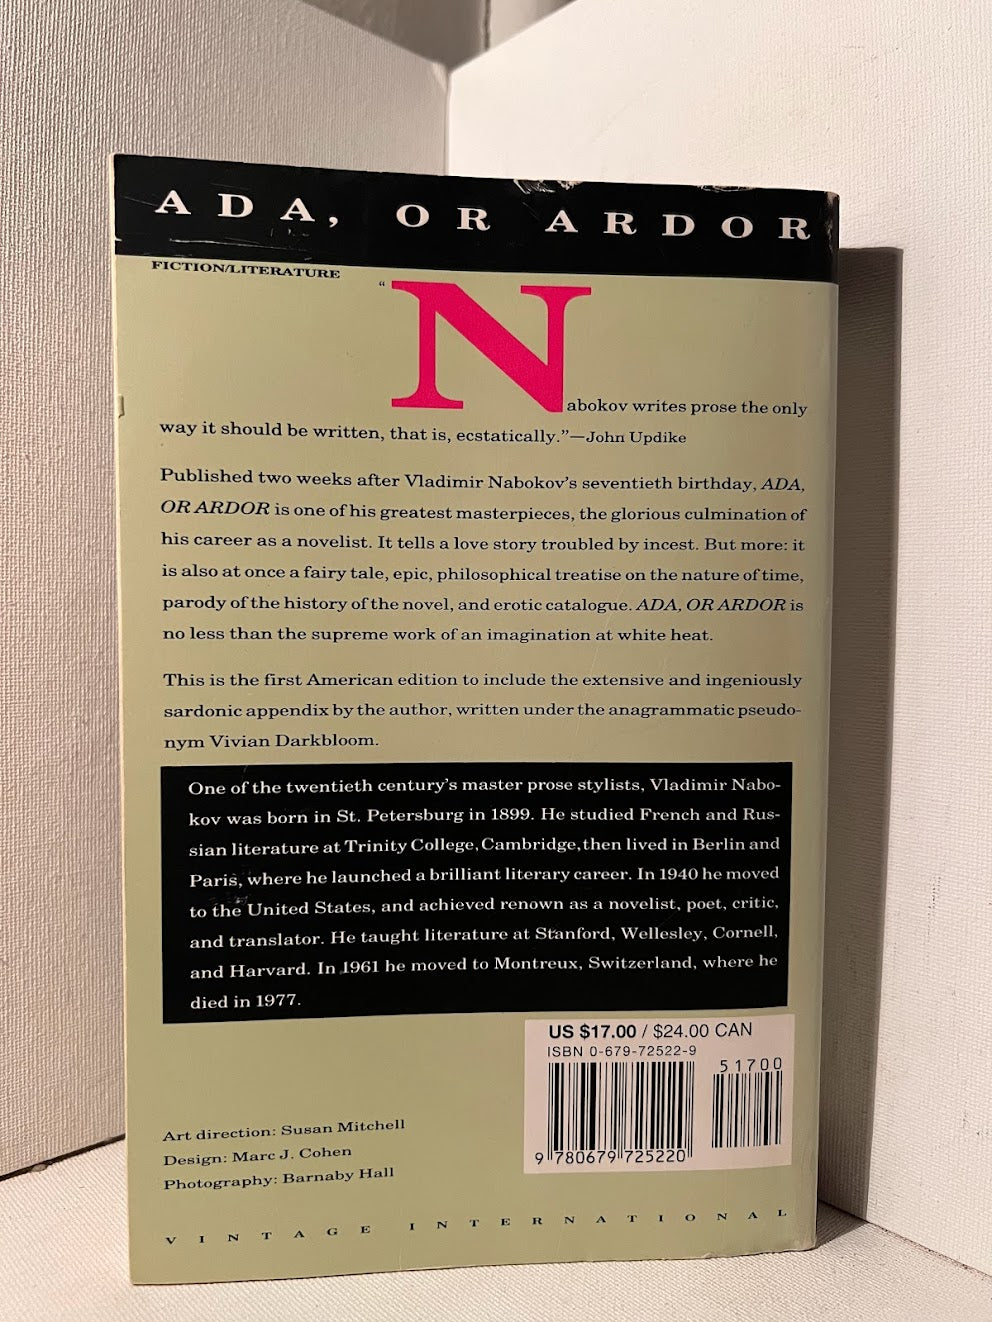 ADA, OR ARDOR
FICTION/LITERATURE
"Nabokov writes prose the only
way it should be written, that is, ecstatically."—John Updike
Published two weeks after Vladimir Nabokov's seventieth birthday, ADA,
OR ARDOR is one of his greatest masterpieces, the glorious culmination of
his career as a novelist. It tells a love story troubled by incest. But more: it
is also at once a fairy tale, epic, philosophical treatise on the nature of time,
parody of the history of the novel, and erotic catalogue. ADA, OR ARDOR is
no less than the supreme work of an imagination at white heat.
This is the first American edition to include the extensive and ingeniously
sardonic appendix by the author, written under the anagrammatic pseudo-
nym Vivian Darkbloom.
One of the twentieth century's master prose stylists, Vladimir Nabo-
kov was born in St. Petersburg in 1899. He studied French and Rus-
sian literature at Trinity College, Cambridge, then lived in Berlin and
Paris, where he launched a brilliant literary career. In 1940 he moved
to the United States, and achieved renown as a novelist, poet, critic,
and translator. He taught literature at Stanford, Wellesley, Cornell,
and Harvard. In 1961 he moved to Montreux, Switzerland, where he
died in 1977.
US $17.00 / $24.00 CAN
ISBN 0-679-72522-9
51700
9 780679 725220
Art direction: Susan Mitchell
Design: Marc J. Cohen
Photography: Barnaby Hall
VINTAGE INTERNATIONAL